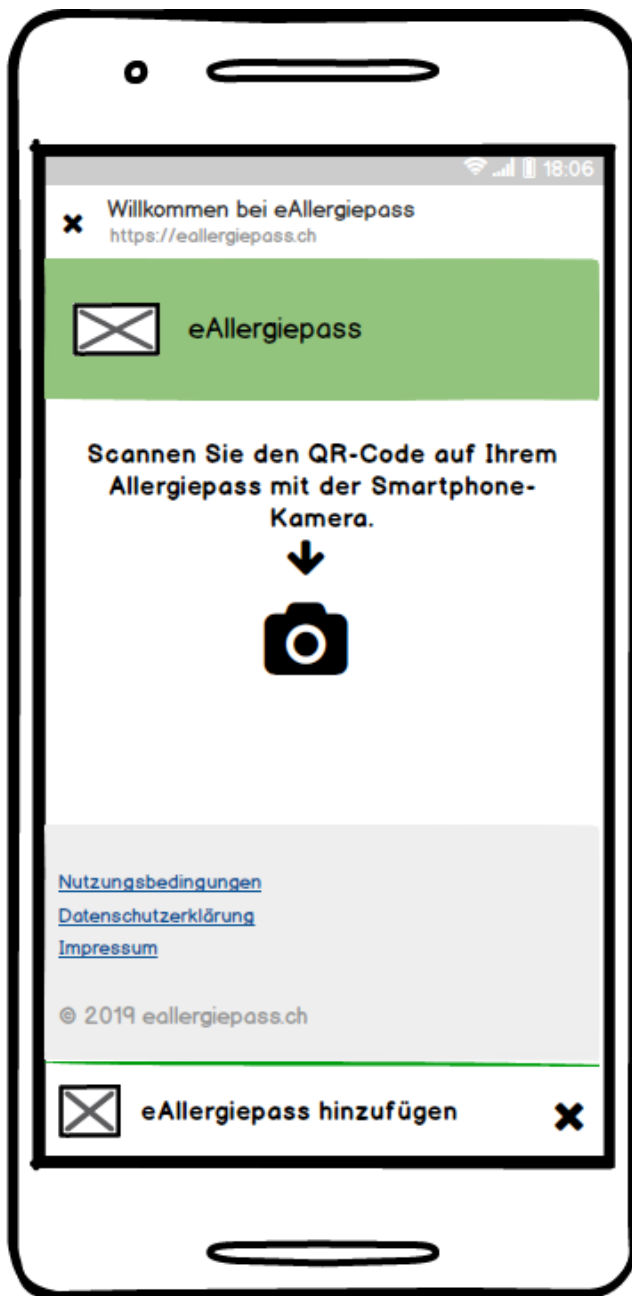 18:06
Willkommen bei eAllergiepass
https://eallergiepass.ch
eAllergiepass
Scannen Sie den QR-Code auf Ihrem
Allergiepass mit der Smartphone-
Kamera.
Nutzungsbedingungen
Datenschutzerklärung
Impressum
© 2019 eallergiepass.ch
eAllergiepass hinzufügen